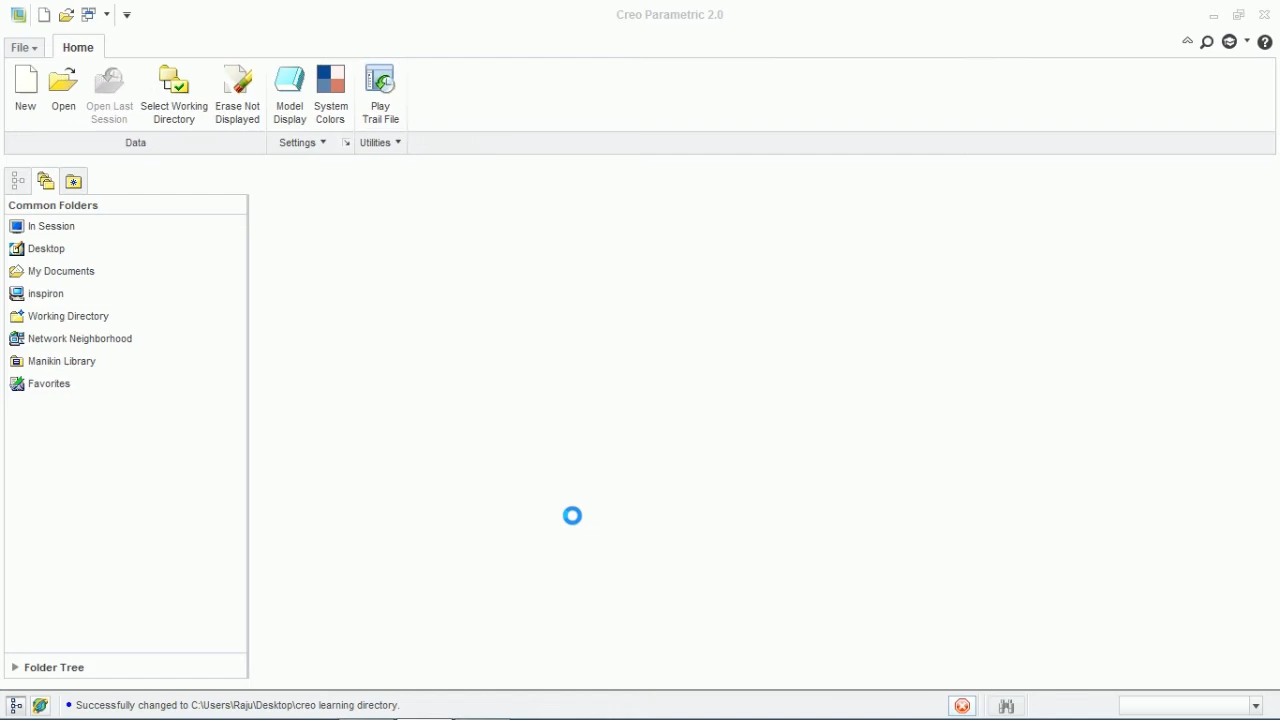 Creo Parametric 2.0
File
Home
New
Open
Open Last
Session
Select Working
Directory
Erase Not
Displayed
Model
Display
System
Colors
Play
Trail File
Data
Settings
Utilities
Common Folders
In Session
Desktop
My Documents
inspiron
Working Directory
Network Neighborhood
Manikin Library
Favorites
Folder Tree
Successfully changed to C:\Users\Raju\Desktop\creo learning directory.